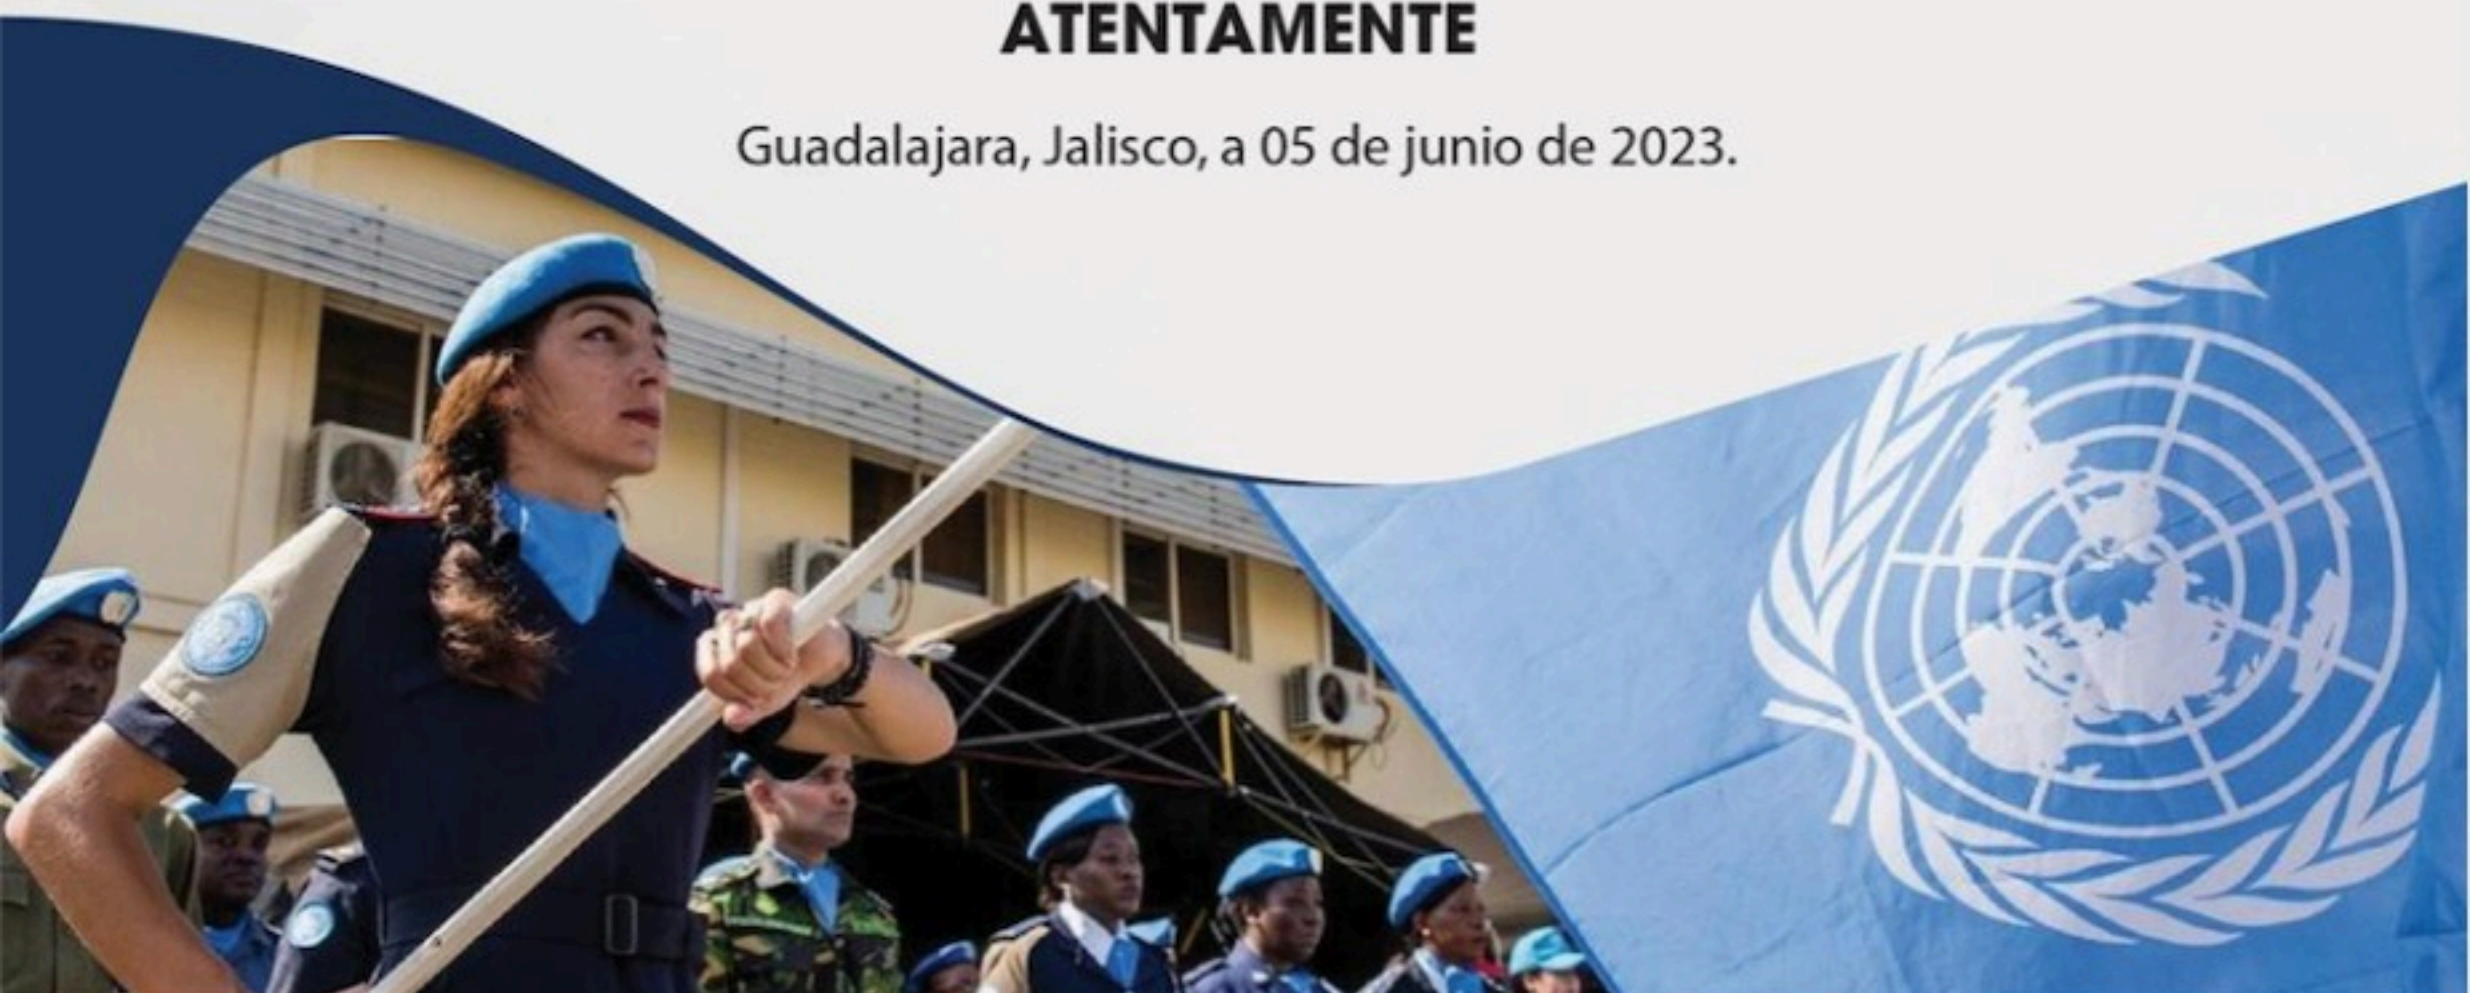 ATENTAMENTE
Guadalajara, Jalisco, a 05 de junio de 2023.